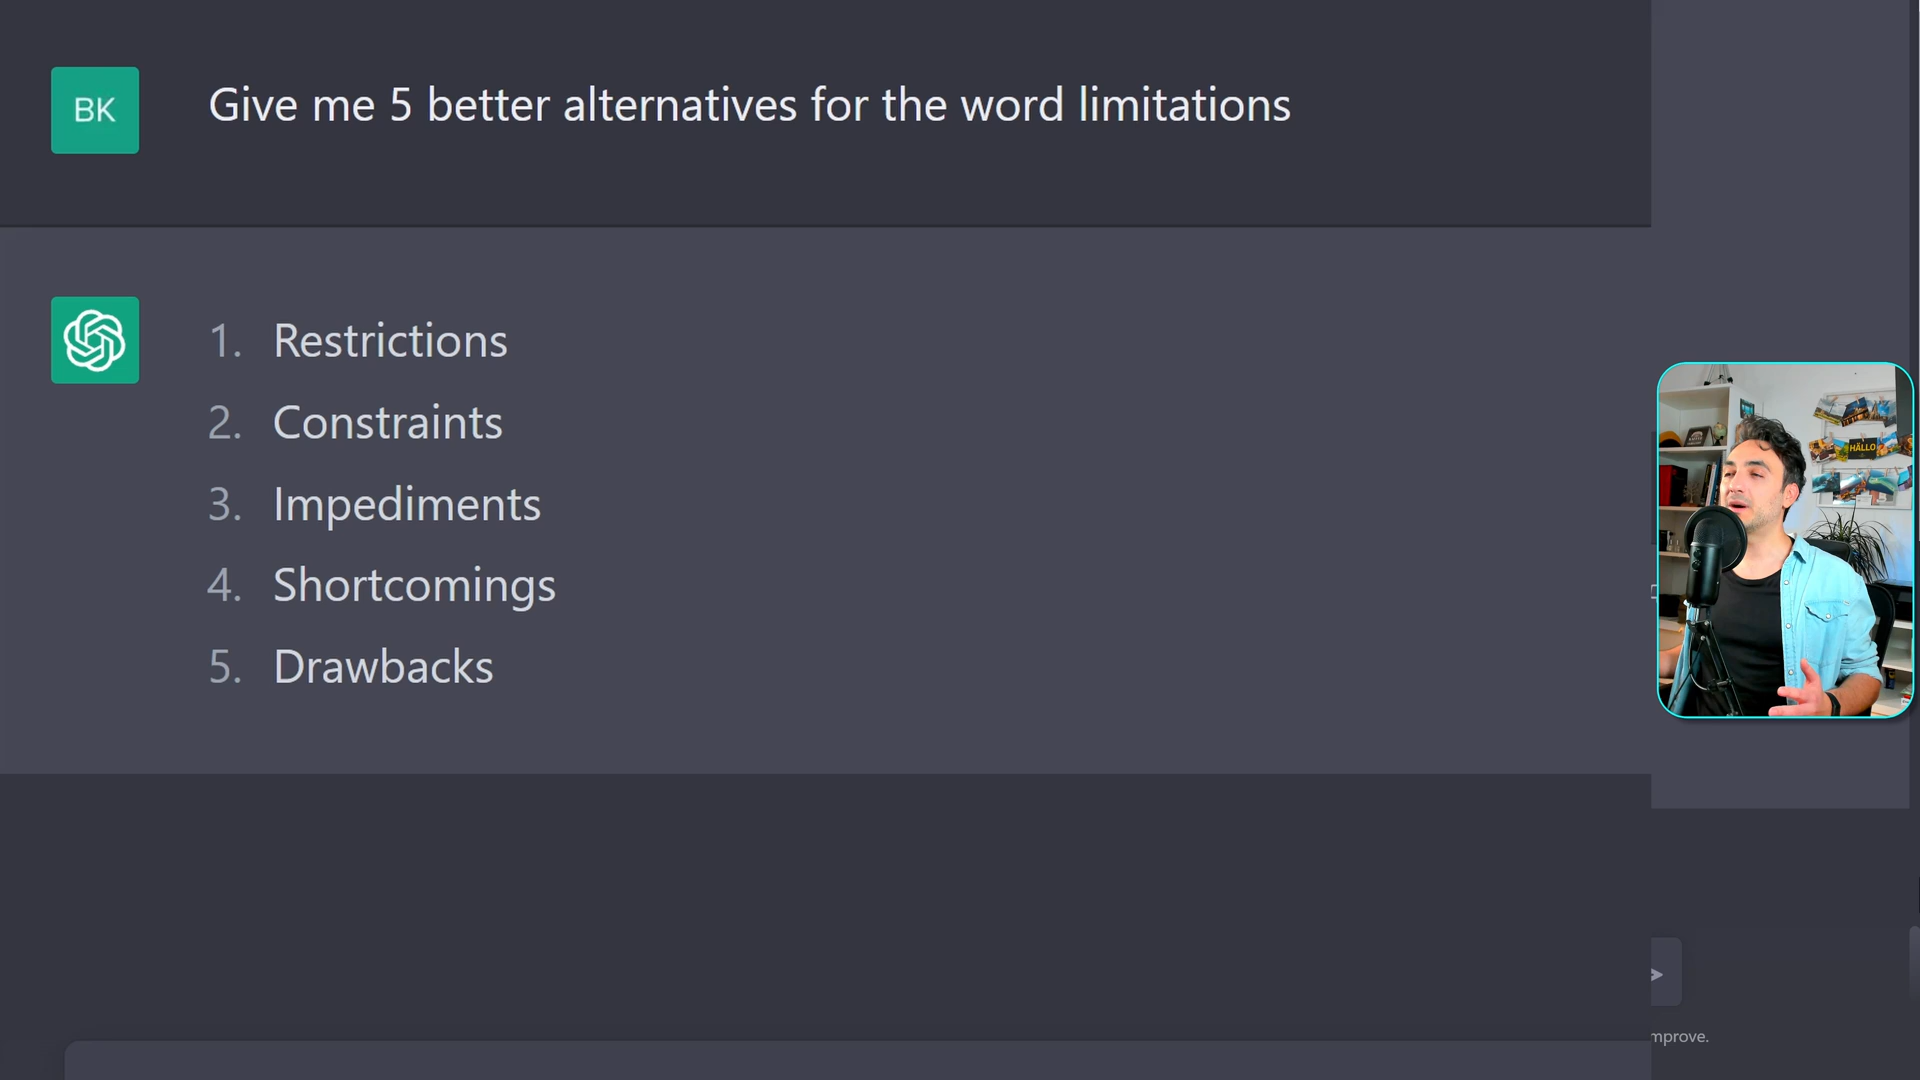 BK
Give me 5 better alternatives for the word limitations
1. Restrictions
2. Constraints
3. Impediments
4. Shortcomings
5. Drawbacks
HÄLLO
mprove.